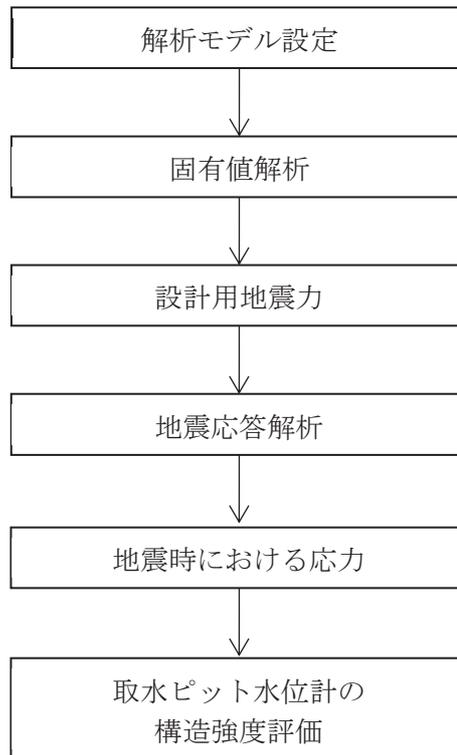 解析モデル設定
固有値解析
設計用地震力
地震応答解析
地震時における応力
取水ピット水位計の
構造強度評価